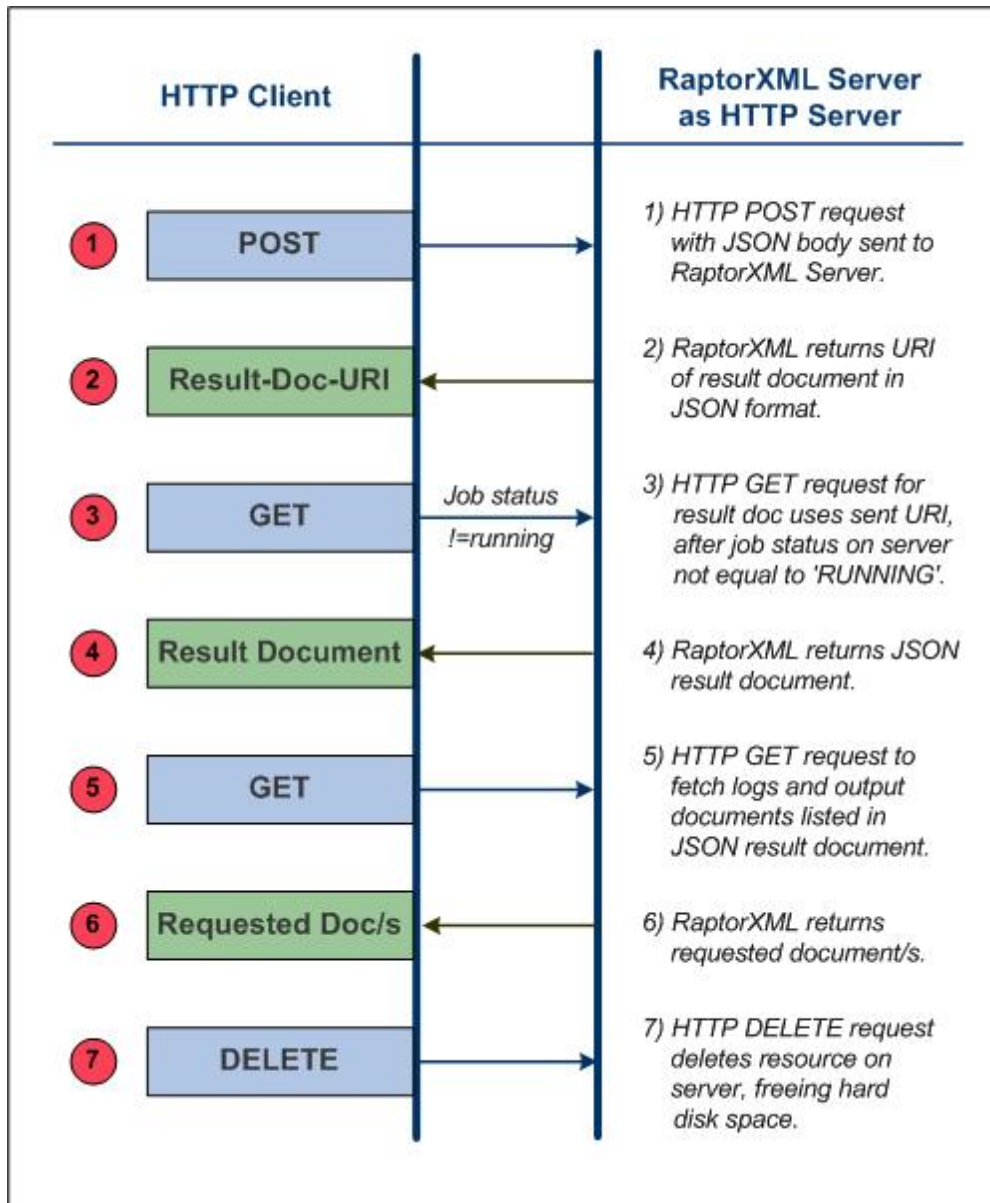 HTTP Client
RaptorXML Server
as HTTP Server
1
POST
1) HTTP POST request
with JSON body sent to
RaptorXML Server.
2
Result-Doc-URI
2) RaptorXML returns URI
of result document in
JSON format.
3
GET
Job status
!=running
3) HTTP GET request for
result doc uses sent URI,
after job status on server
not equal to 'RUNNING'.
4
Result Document
4) RaptorXML returns JSON
result document.
5
GET
5) HTTP GET request to
fetch logs and output
documents listed in
JSON result document.
6
Requested Doc/s
6) RaptorXML returns
requested document/s.
7
DELETE
7) HTTP DELETE request
deletes resource on
server, freeing hard
disk space.